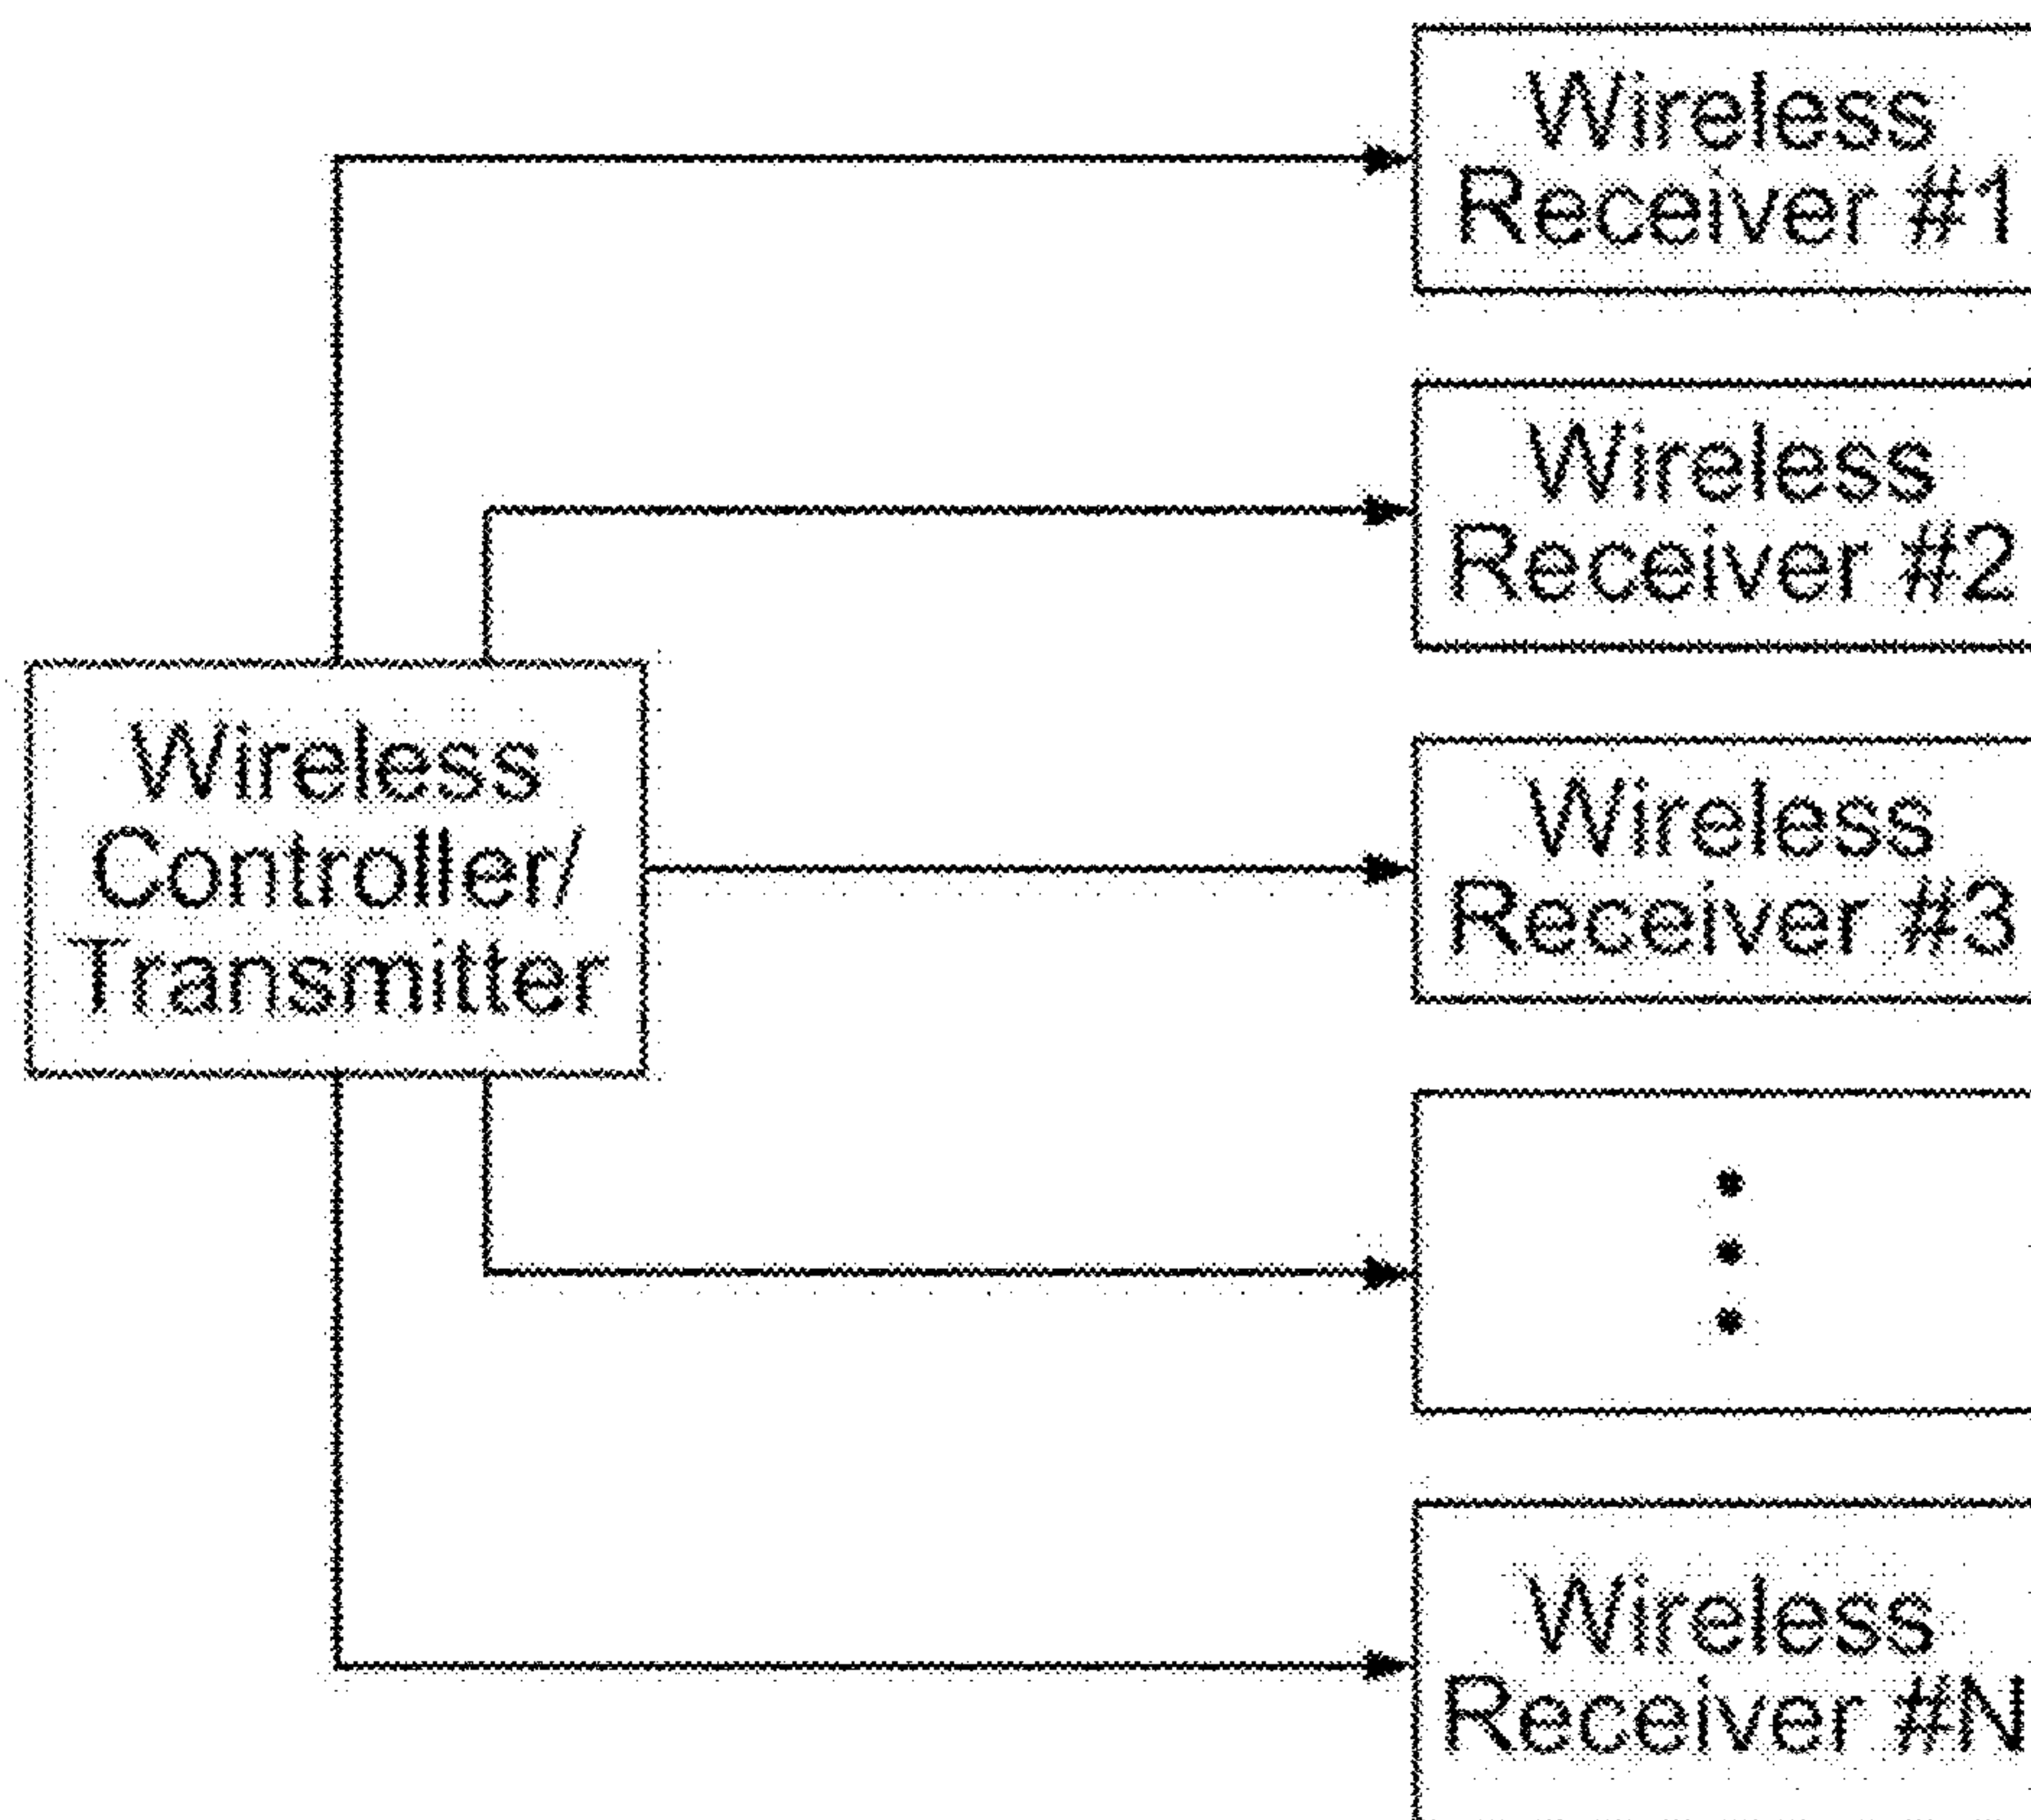 Wireless
Receiver #1
Wireless
Receiver #2
Wireless
Controller/
Transmitter
Wireless
Receiver #3
Wireless
Receiver #N